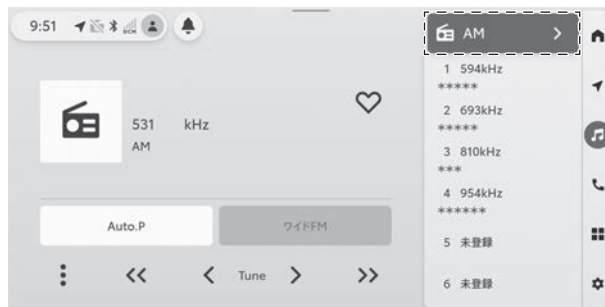 9:51 DCM
531 kHz
AM
Auto.P ワイドFM
Tune
AM
1 594kHz
*****
2 693kHz
*****
3 810kHz
***
4 954kHz
******
5 未登録
6 未登録